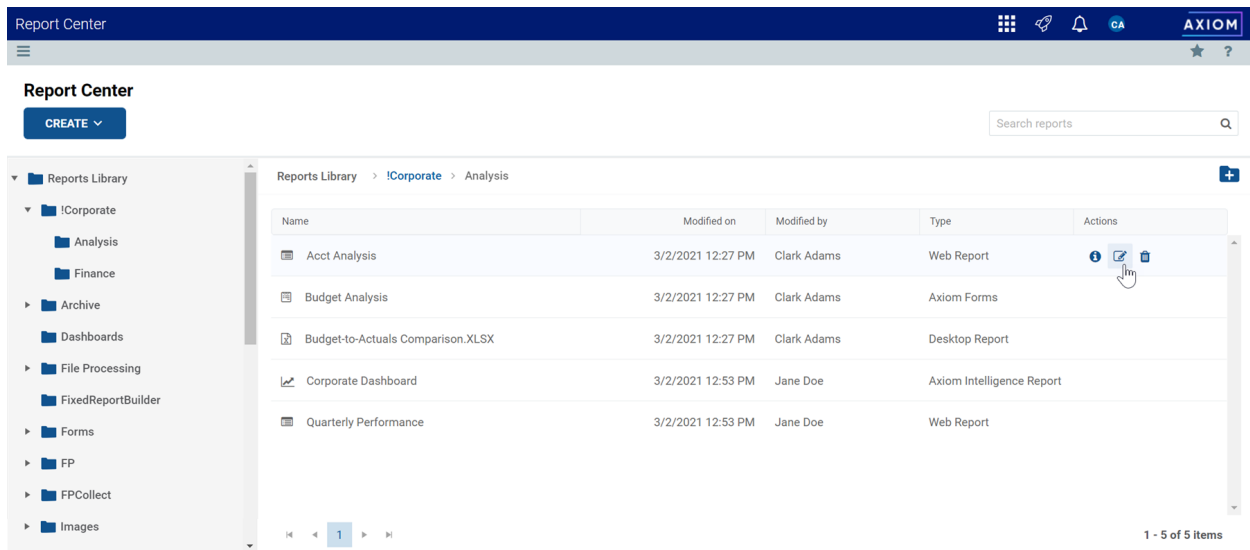 Report Center
CA
AXIOM
?
Report Center
CREATE
Search reports
Reports Library
!Corporate
Analysis
Finance
Archive
Dashboards
File Processing
FixedReportBuilder
Forms
FP
FPCollect
Images
Reports Library > !Corporate > Analysis
Name Modified on Modified by Type Actions
Acct Analysis 3/2/2021 12:27 PM Clark Adams Web Report
Budget Analysis 3/2/2021 12:27 PM Clark Adams Axiom Forms
Budget-to-Actuals Comparison.XLSX 3/2/2021 12:27 PM Clark Adams Desktop Report
Corporate Dashboard 3/2/2021 12:53 PM Jane Doe Axiom Intelligence Report
Quarterly Performance 3/2/2021 12:53 PM Jane Doe Web Report
1
1 - 5 of 5 items